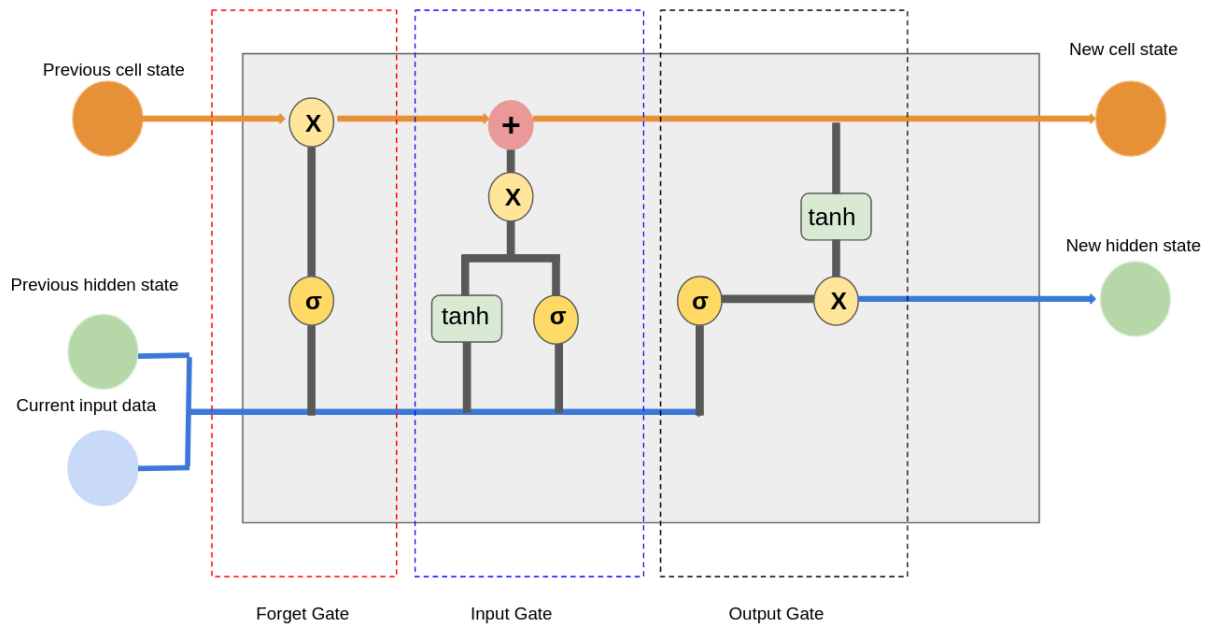 New cell state
Previous cell state
X
+
X
tanh
New hidden state
Previous hidden state
σ
tanh
σ
σ
X
Current input data
Forget Gate
Input Gate
Output Gate